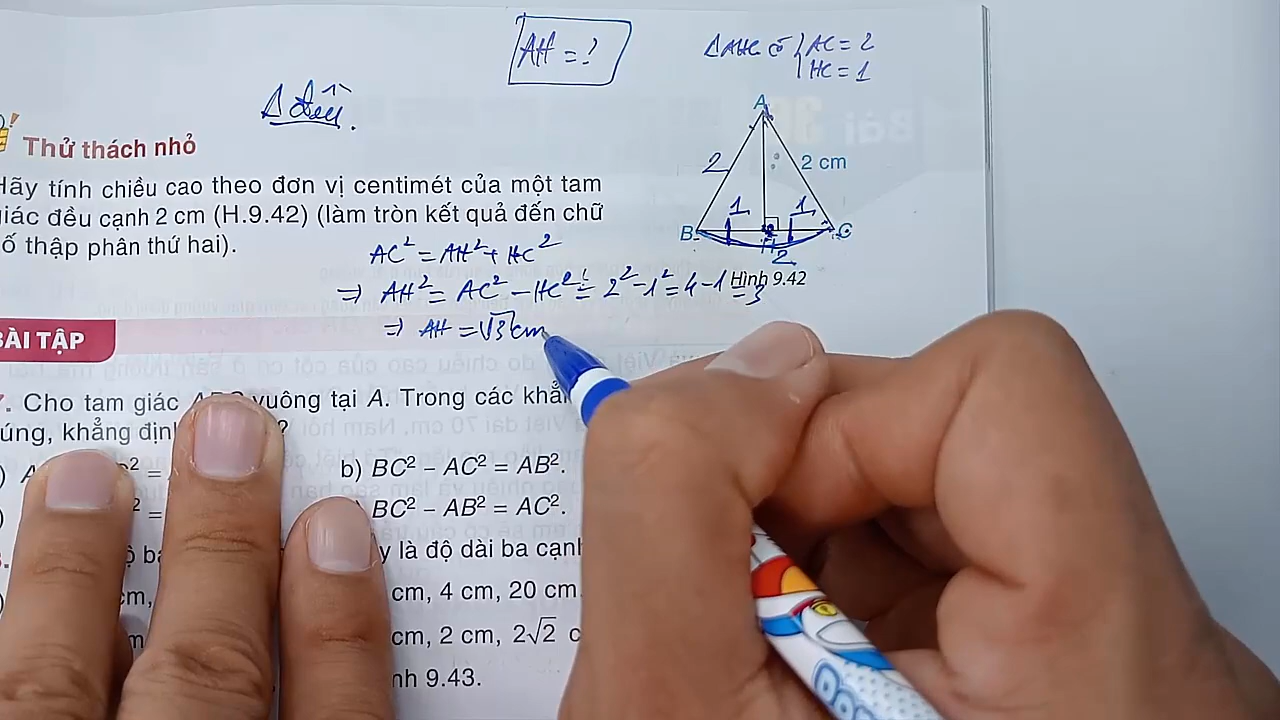 AH = ?
ΔAHC có { AC = 2
HC = 1
Δ đều.
Thử thách nhỏ
Hãy tính chiều cao theo đơn vị centimét của một tam
giác đều cạnh 2 cm (H.9.42) (làm tròn kết quả đến chữ
số thập phân thứ hai).
A
2
2 cm
1
1
B
H
C
2
Hình 9.42
AC² = AH² + HC²
⇒ AH² = AC² - HC² = 2² - 1² = 4 - 1 = 3
⇒ AH = √3 cm
BÀI TẬP
7. Cho tam giác ABC vuông tại A. Trong các
úng, khẳng
b) BC² – AC² = AB².
BC² – AB² = AC².
là độ dài ba cạnh
cm,
cm, 4 cm, 20 cm.
cm, 2 cm, 2√2
9.43.